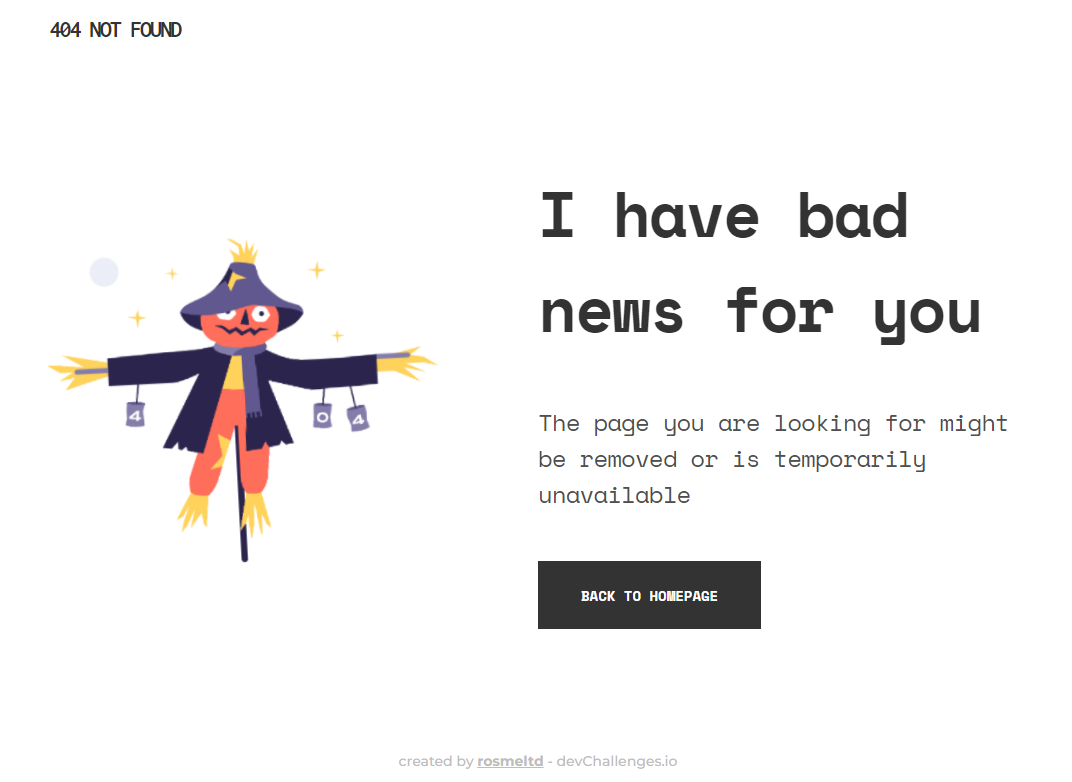 404 NOT FOUND
I have bad
news for you
4
0
4
The page you are looking for might
be removed or is temporarily
unavailable
BACK TO HOMEPAGE
created by rosmeltd - devChallenges.io